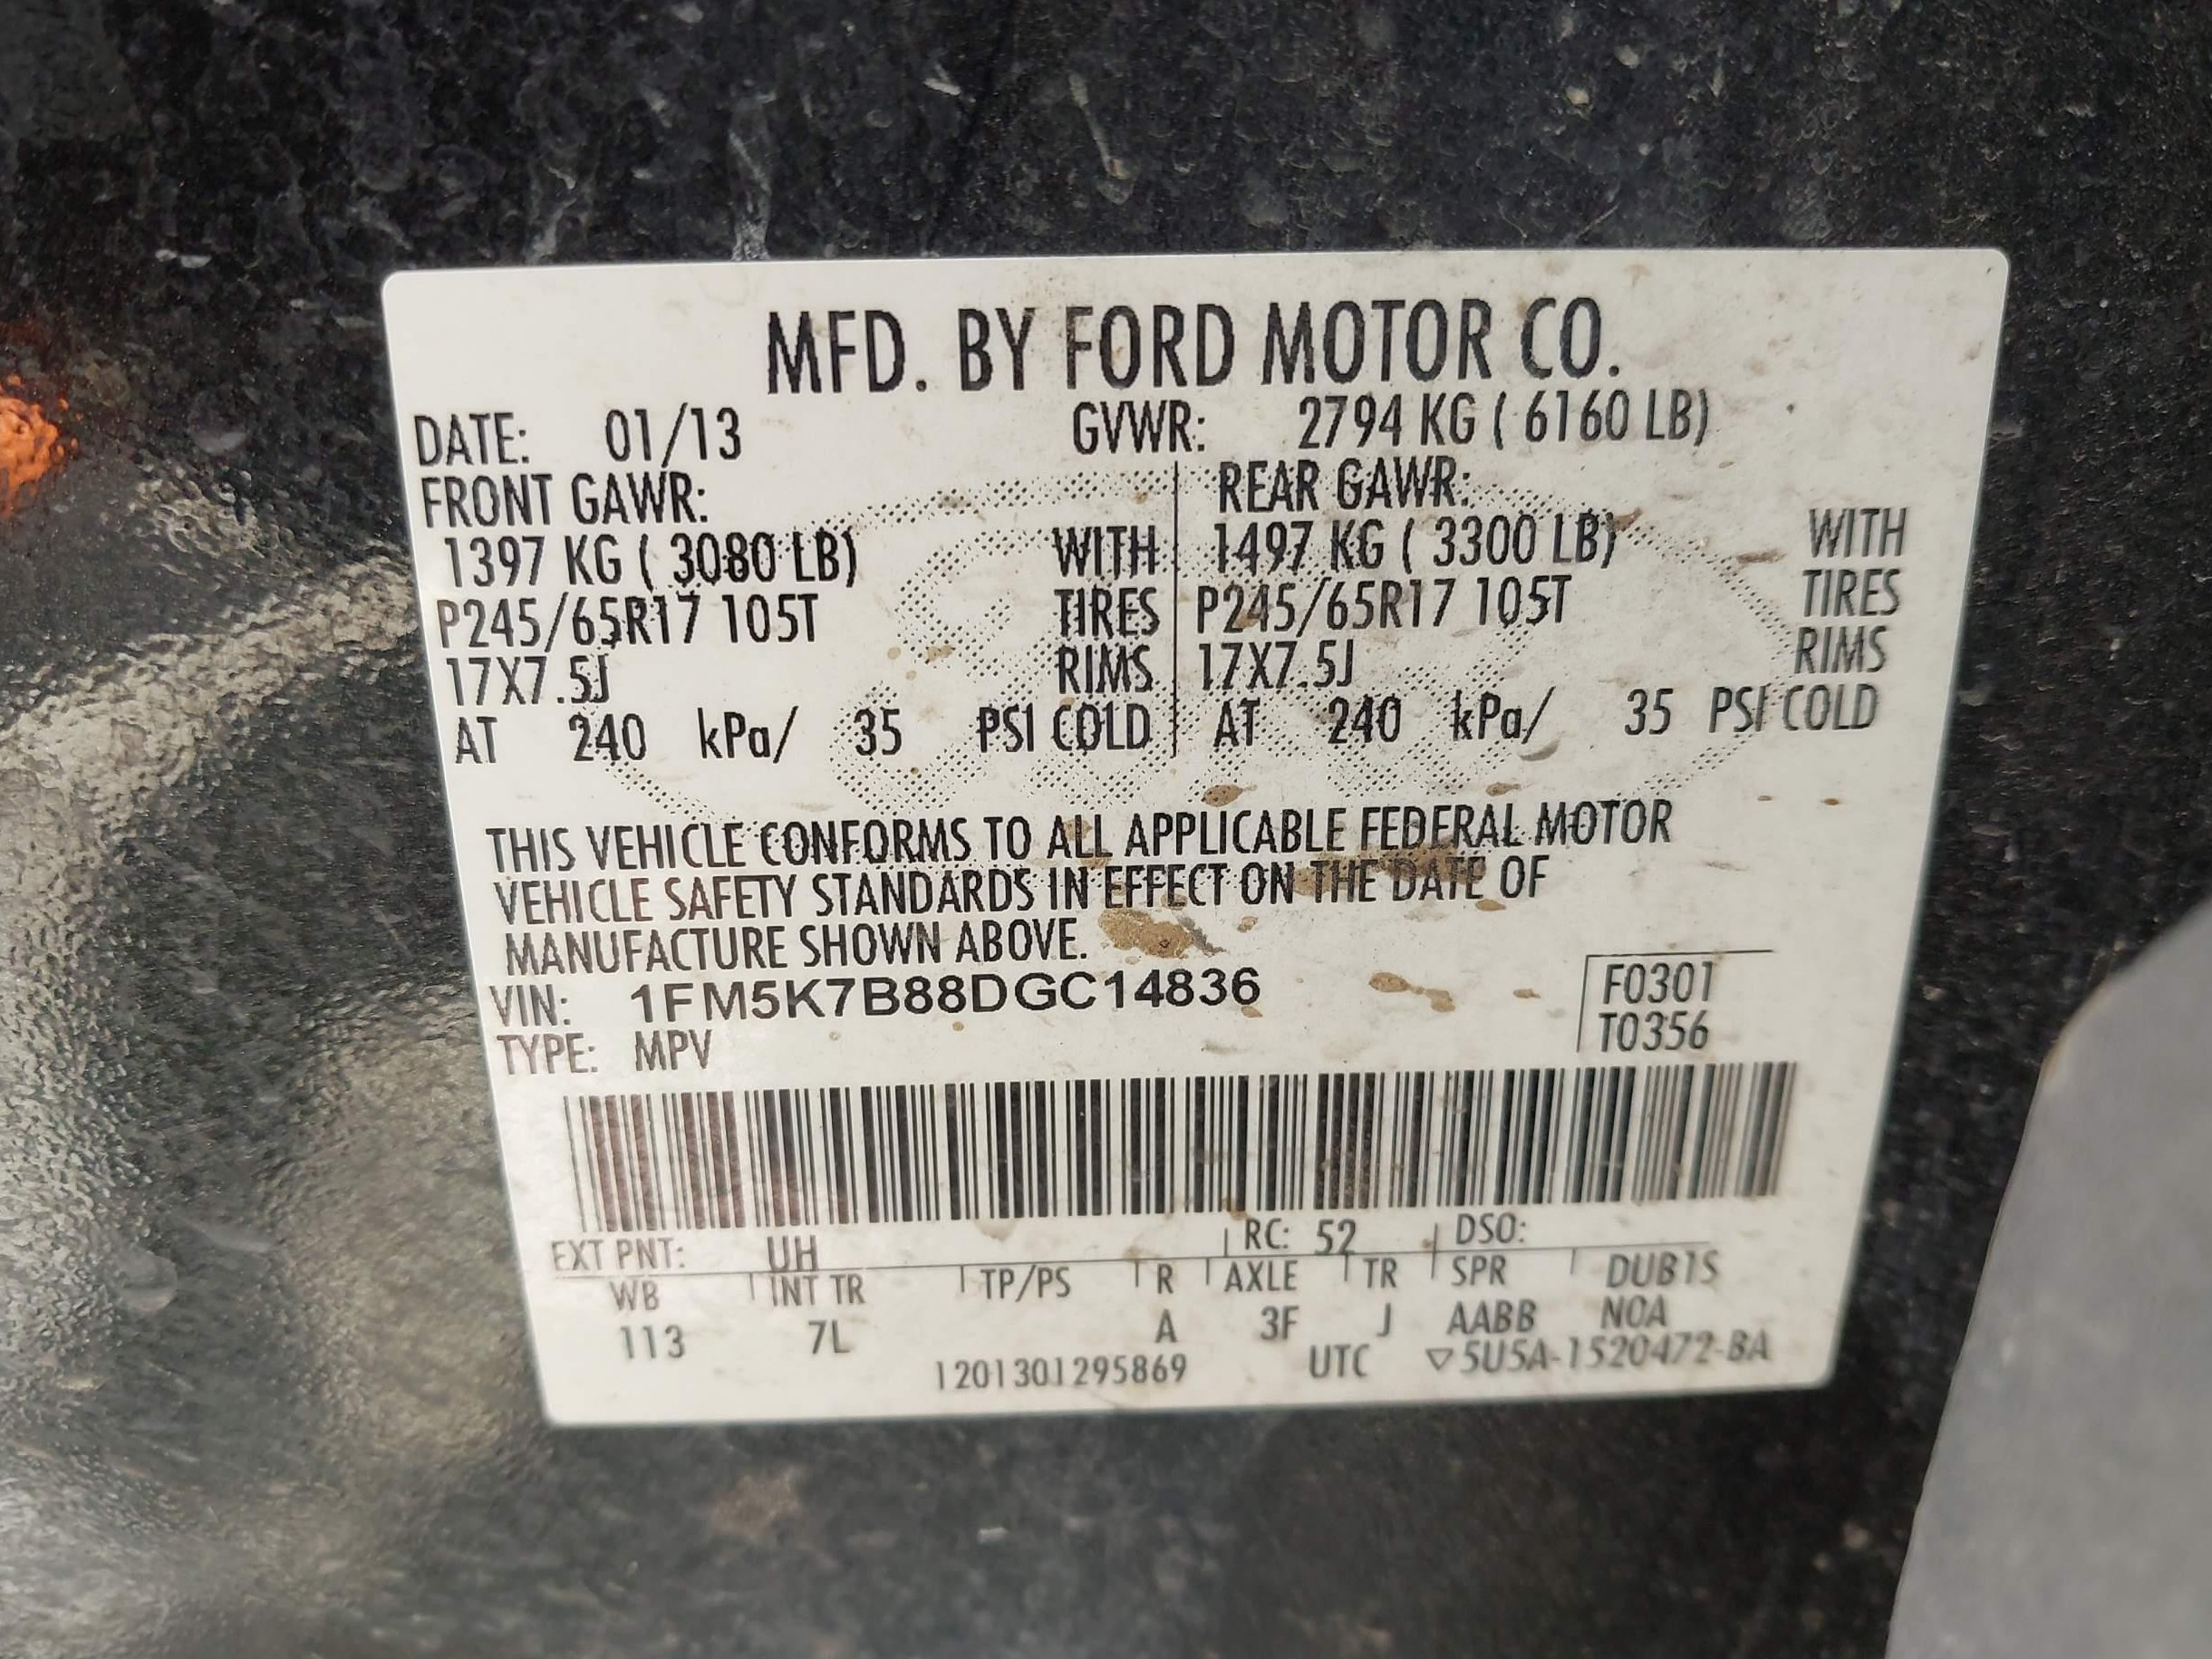 MFD. BY FORD MOTOR CO.
DATE: 01/13 GVWR: 2794 KG ( 6160 LB)
FRONT GAWR: REAR GAWR:
1397 KG ( 3080 LB) WITH 1497 KG ( 3300 LB) WITH
P245/65R17 105T TIRES P245/65R17 105T TIRES
17X7.5J RIMS 17X7.5J RIMS
AT 240 kPa/ 35 PSI COLD AT 240 kPa/ 35 PSI COLD
THIS VEHICLE CONFORMS TO ALL APPLICABLE FEDERAL MOTOR
VEHICLE SAFETY STANDARDS IN EFFECT ON THE DATE OF
MANUFACTURE SHOWN ABOVE.
VIN: 1FM5K7B88DGC14836 F0301
TYPE: MPV T0356
EXT PNT: UH RC: 52 DSO:
WB INT TR TP/PS R AXLE TR SPR DUB1S
113 7L A 3F J AABB NOA
1201301295869 UTC ▽5U5A-1520472-BA